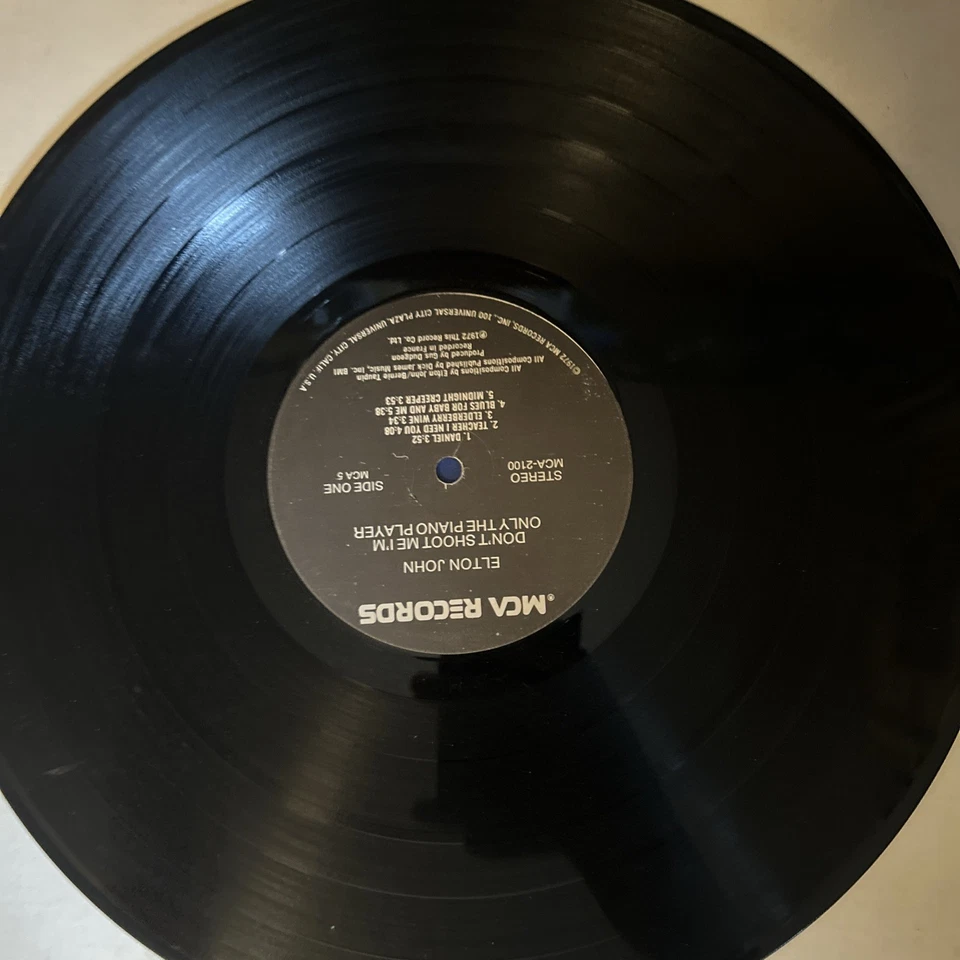 MCA RECORDS®
ELTON JOHN
DON'T SHOOT ME I'M
ONLY THE PIANO PLAYER
STEREO
MCA-2100
SIDE ONE
MCA 5
1. DANIEL 3:52
2. TEACHER I NEED YOU 4:08
3. ELDERBERRY WINE 3:34
4. BLUES FOR BABY AND ME 5:38
5. MIDNIGHT CREEPER 3:53
All Compositions by Elton John/Bernie Taupin
All Compositions Published by Dick James Music, Inc. BMI
Produced by Gus Dudgeon
Recorded in France
℗1972 This Record Co. Ltd.
©1972 MCA RECORDS, INC., 100 UNIVERSAL CITY PLAZA, UNIVERSAL CITY, CALIF. U.S.A